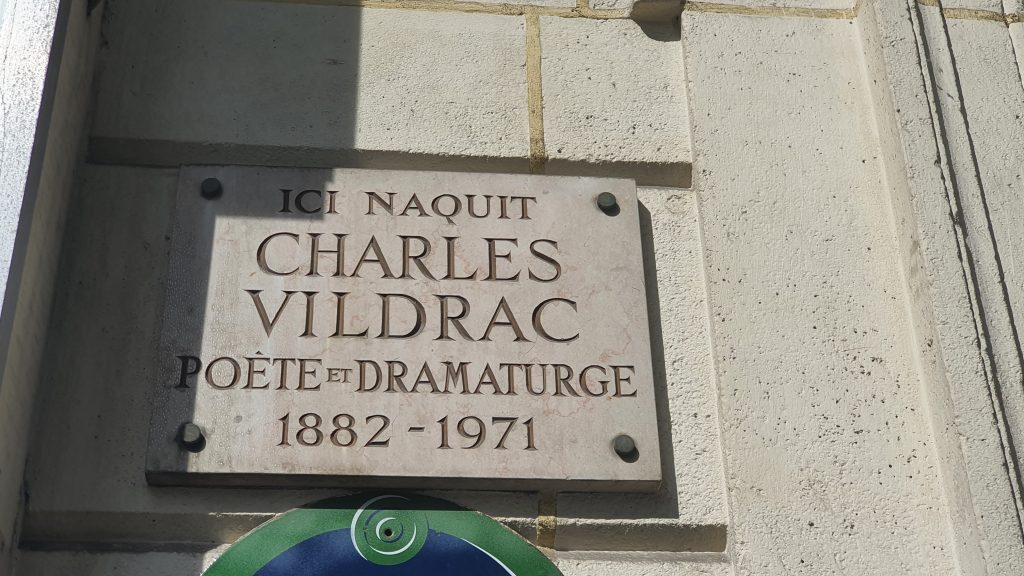 ICI NAQUIT
CHARLES
VILDRAC
POÊTE ET DRAMATURGE
1882 - 1971